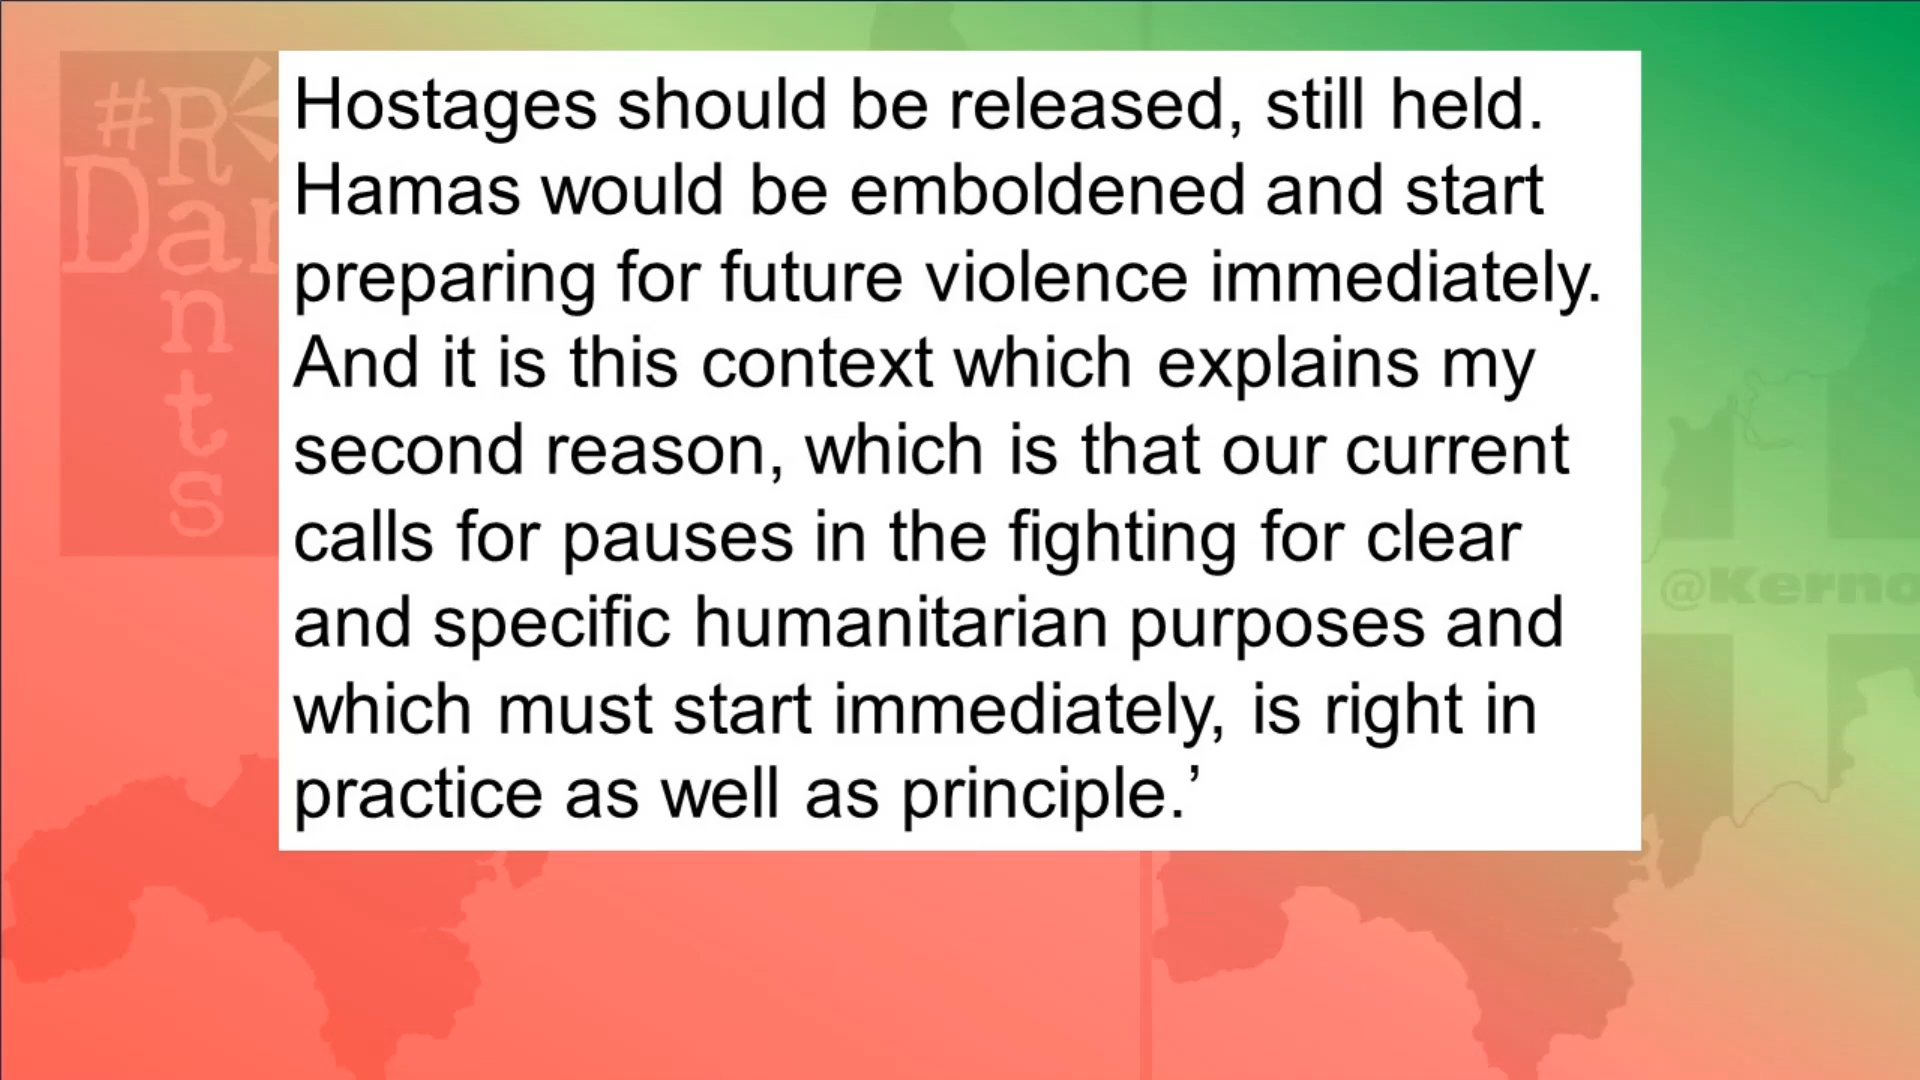 Hostages should be released, still held.
Hamas would be emboldened and start
preparing for future violence immediately.
And it is this context which explains my
second reason, which is that our current
calls for pauses in the fighting for clear
and specific humanitarian purposes and
which must start immediately, is right in
practice as well as principle.’
#R
Dan
n
t
s